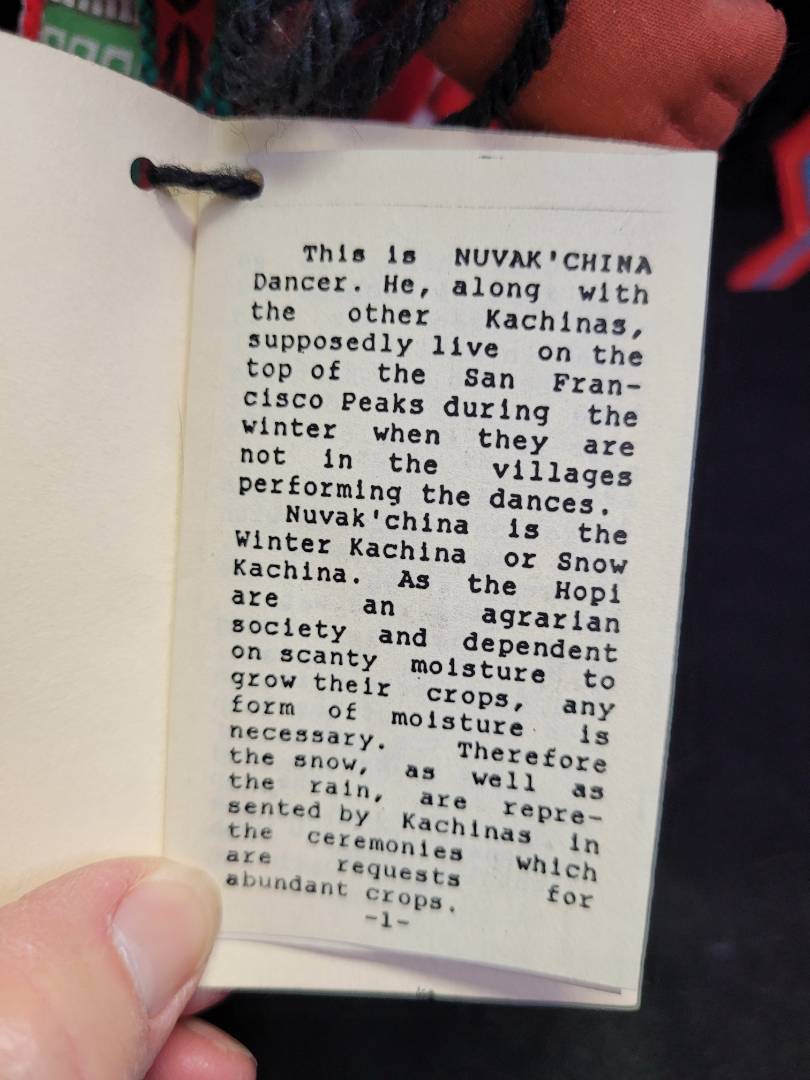 This is NUVAK'CHINA
Dancer. He, along with
the other Kachinas,
supposedly live on the
top of the San Fran-
cisco Peaks during the
winter when they are
not in the villages
performing the dances.
Nuvak'china is the
Winter Kachina or Snow
Kachina. As the Hopi
are an agrarian
society and dependent
on scanty moisture to
grow their crops, any
form of moisture is
necessary. Therefore
the snow, as well as
the rain, are repre-
sented by Kachinas in
the ceremonies which
are requests for
abundant crops.
-1-